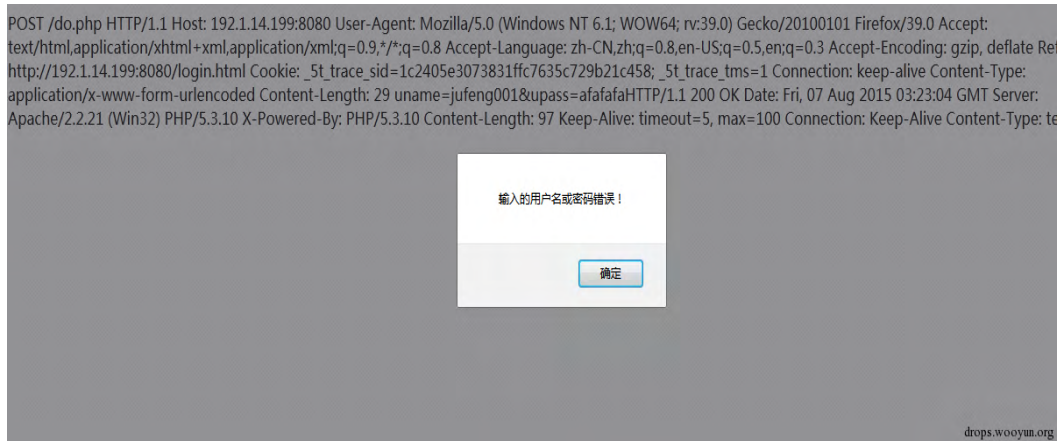 POST /do.php HTTP/1.1 Host: 192.1.14.199:8080 User-Agent: Mozilla/5.0 (Windows NT 6.1; WOW64; rv:39.0) Gecko/20100101 Firefox/39.0 Accept:
text/html,application/xhtml+xml,application/xml;q=0.9,*/*;q=0.8 Accept-Language: zh-CN,zh;q=0.8,en-US;q=0.5,en;q=0.3 Accept-Encoding: gzip, deflate Ref
http://192.1.14.199:8080/login.html Cookie: _5t_trace_sid=1c2405e3073831ffc7635c729b21c458; _5t_trace_tms=1 Connection: keep-alive Content-Type:
application/x-www-form-urlencoded Content-Length: 29 uname=jufeng001&upass=afafafaHTTP/1.1 200 OK Date: Fri, 07 Aug 2015 03:23:04 GMT Server:
Apache/2.2.21 (Win32) PHP/5.3.10 X-Powered-By: PHP/5.3.10 Content-Length: 97 Keep-Alive: timeout=5, max=100 Connection: Keep-Alive Content-Type: te
输入的用户名或密码错误！
确定
drops.wooyun.org